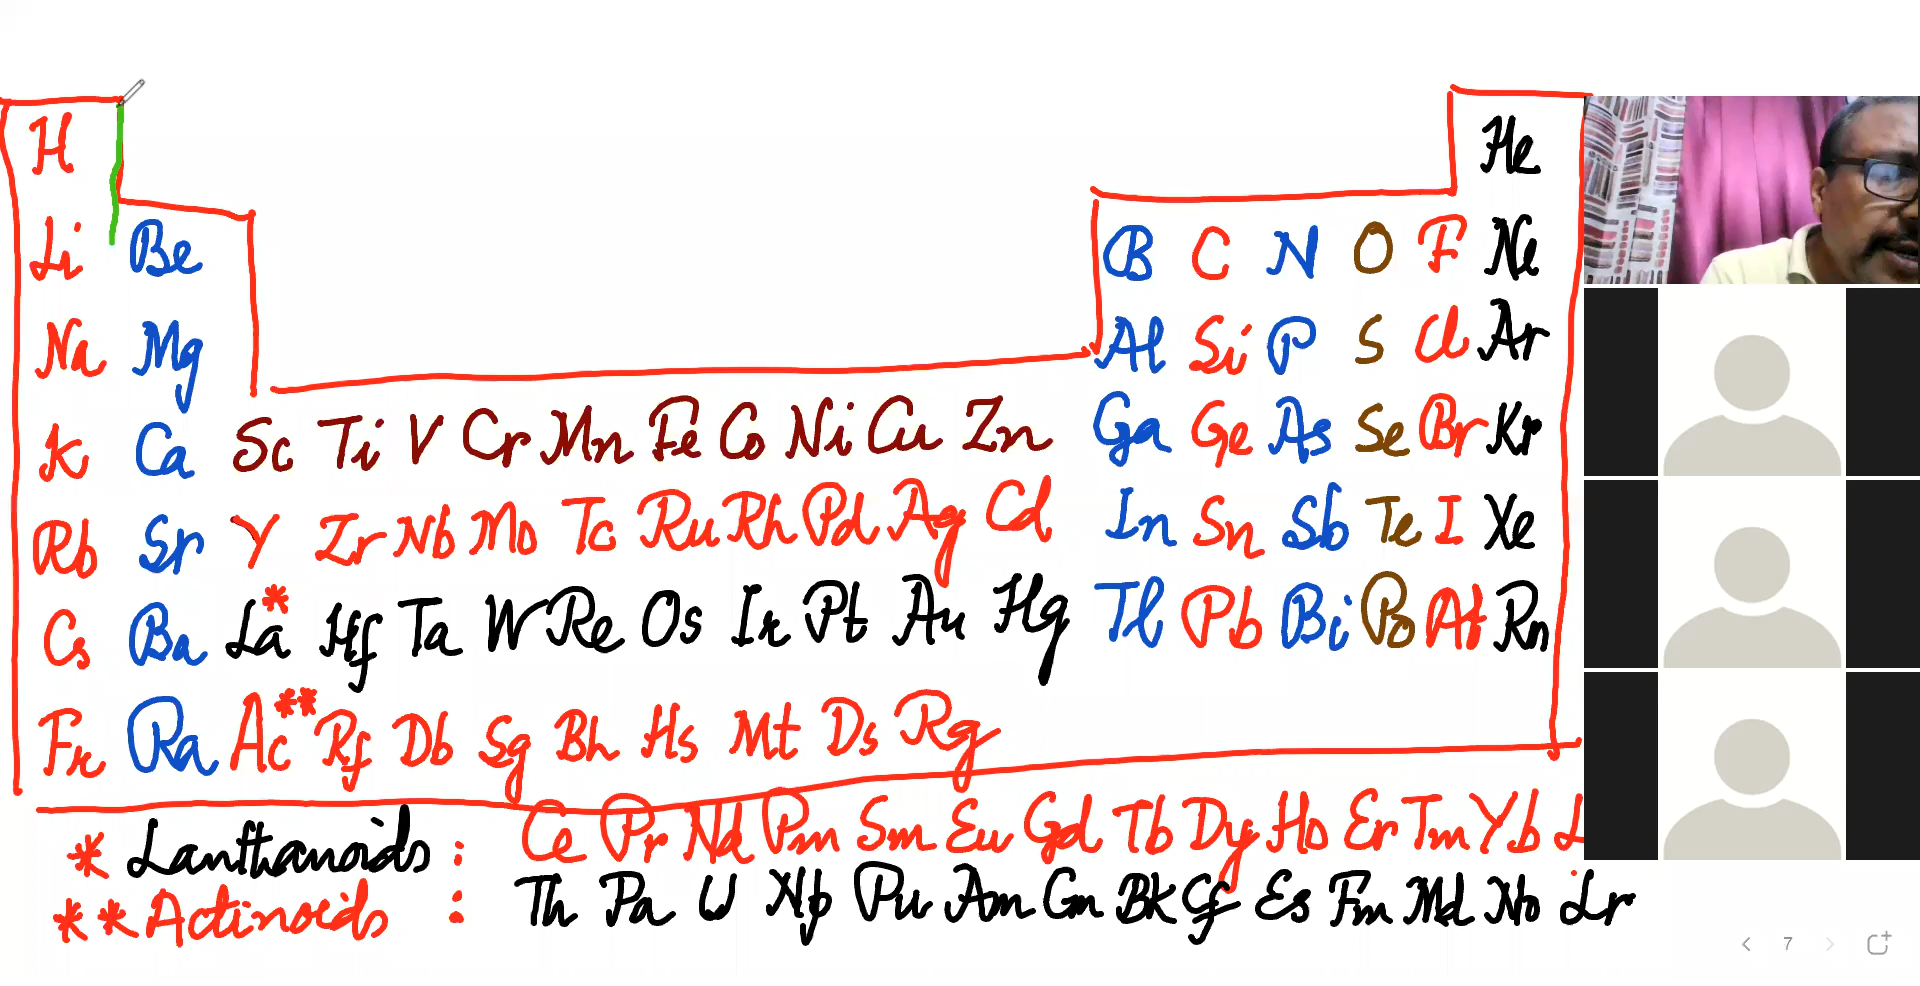 H He
Li Be B C N O F Ne
Na Mg Al Si P S Cl Ar
K Ca Sc Ti V Cr Mn Fe Co Ni Cu Zn Ga Ge As Se Br Kr
Rb Sr Y Zr Nb Mo Tc Ru Rh Pd Ag Cd In Sn Sb Te I Xe
Cs Ba La* Hf Ta W Re Os Ir Pt Au Hg Tl Pb Bi Po At Rn
Fr Ra Ac** Rf Db Sg Bh Hs Mt Ds Rg
* Lanthanoids : Ce Pr Nd Pm Sm Eu Gd Tb Dy Ho Er Tm Yb L
** Actinoids : Th Pa U Np Pu Am Cm Bk Cf Es Fm Md No Lr
7